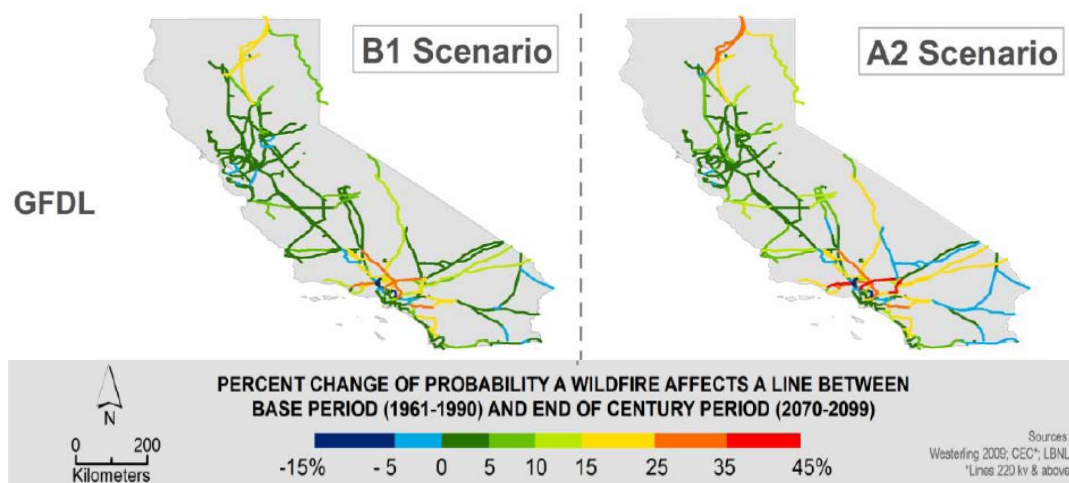 B1 Scenario
A2 Scenario
GFDL
N
0 200
Kilometers
PERCENT CHANGE OF PROBABILITY A WILDFIRE AFFECTS A LINE BETWEEN
BASE PERIOD (1961-1990) AND END OF CENTURY PERIOD (2070-2099)
-15% -5 0 5 10 15 25 35 45%
Sources:
Westerling 2009; CEC*; LBNL
*Lines 220 kv & above